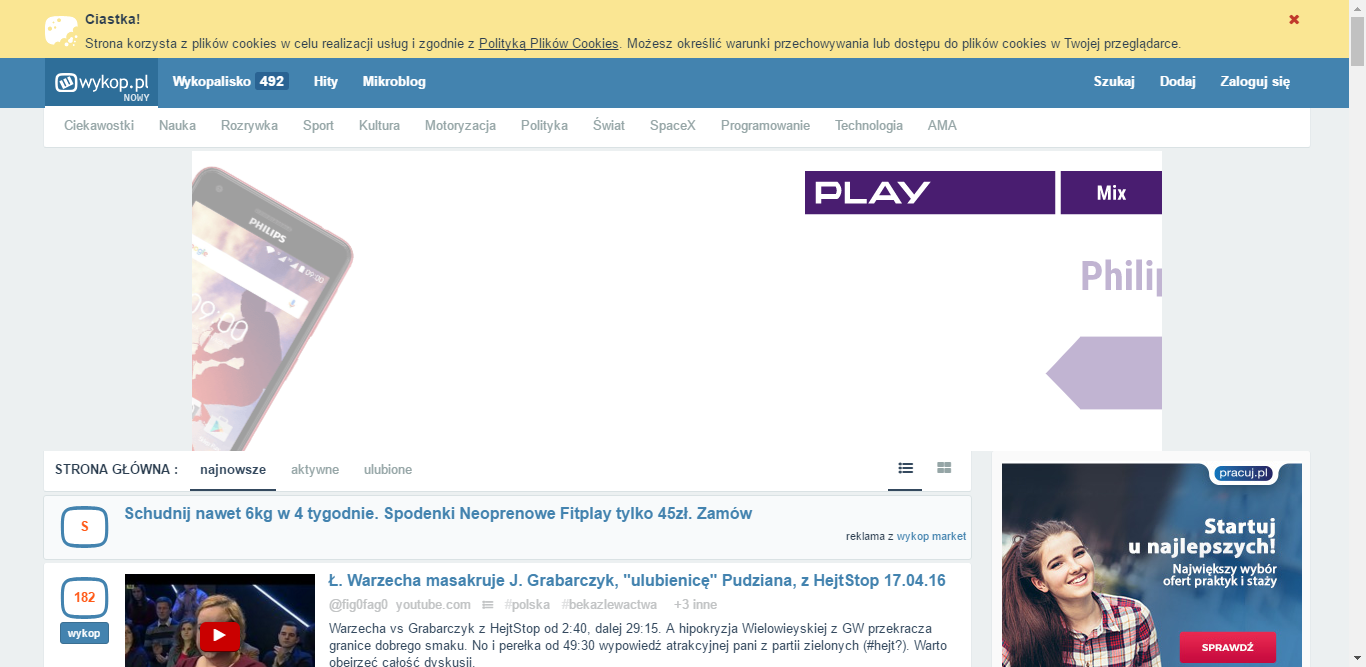 Ciastka!
Strona korzysta z plików cookies w celu realizacji usług i zgodnie z Polityką Plików Cookies. Możesz określić warunki przechowywania lub dostępu do plików cookies w Twojej przeglądarce.
wykop.pl NOWY Wykopalisko 492 Hity Mikroblog Szukaj Dodaj Zaloguj się
Ciekawostki Nauka Rozrywka Sport Kultura Motoryzacja Polityka Świat SpaceX Programowanie Technologia AMA
PLAY Mix
PHILIPS
09:00
Philip
STRONA GŁÓWNA : najnowsze aktywne ulubione
pracuj.pl
S
Schudnij nawet 6kg w 4 tygodnie. Spodenki Neoprenowe Fitplay tylko 45zł. Zamów
reklama z wykop market
Startuj
u najlepszych!
Największy wybór
ofert praktyk i staży
SPRAWDŹ
182
wykop
Ł. Warzecha masakruje J. Grabarczyk, "ulubienicę" Pudziana, z HejtStop 17.04.16
@fig0fag0 youtube.com #polska #bekazlewactwa +3 inne
Warzecha vs Grabarczyk z HejtStop od 2:40, dalej 29:15. A hipokryzja Wielowieyskiej z GW przekracza
granice dobrego smaku. No i perełka od 49:30 wypowiedź atrakcyjnej pani z partii zielonych (#hejt?). Warto
obejrzeć całość dyskusji.